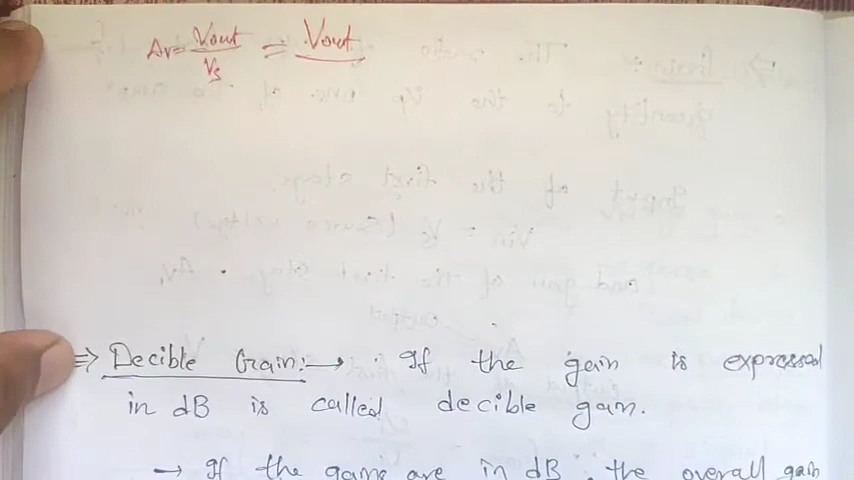 Av = Vout / Vs = Vout
⇒ Decible Gain:→ If the gain is expressed
in dB is called decible gain.
→ If the gain are in dB, the overall gain